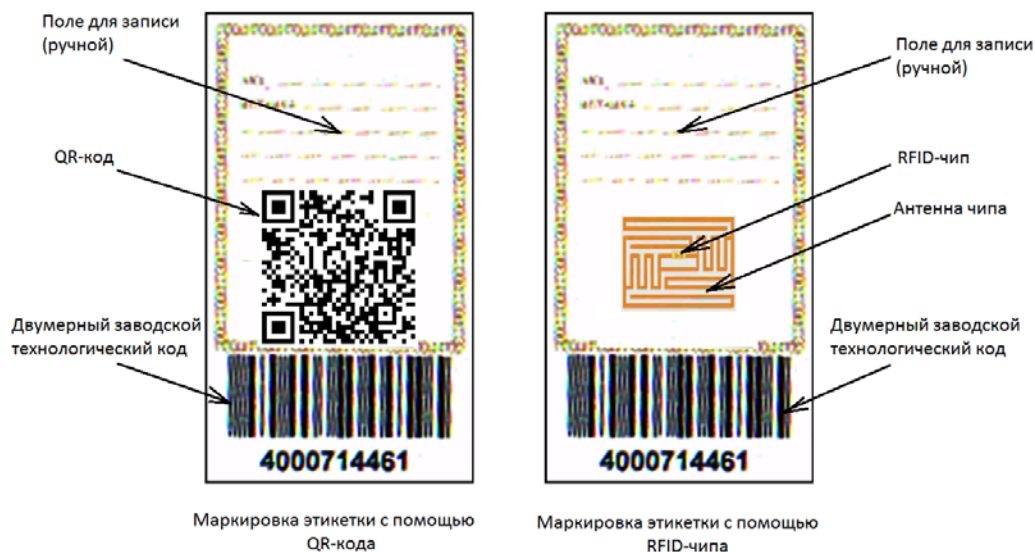 Поле для записи
(ручной)
QR-код
Двумерный заводской
технологический код
4000714461
Маркировка этикетки с помощью
QR-кода
Поле для записи
(ручной)
RFID-чип
Антенна чипа
Двумерный заводской
технологический код
4000714461
Маркировка этикетки с помощью
RFID-чипа